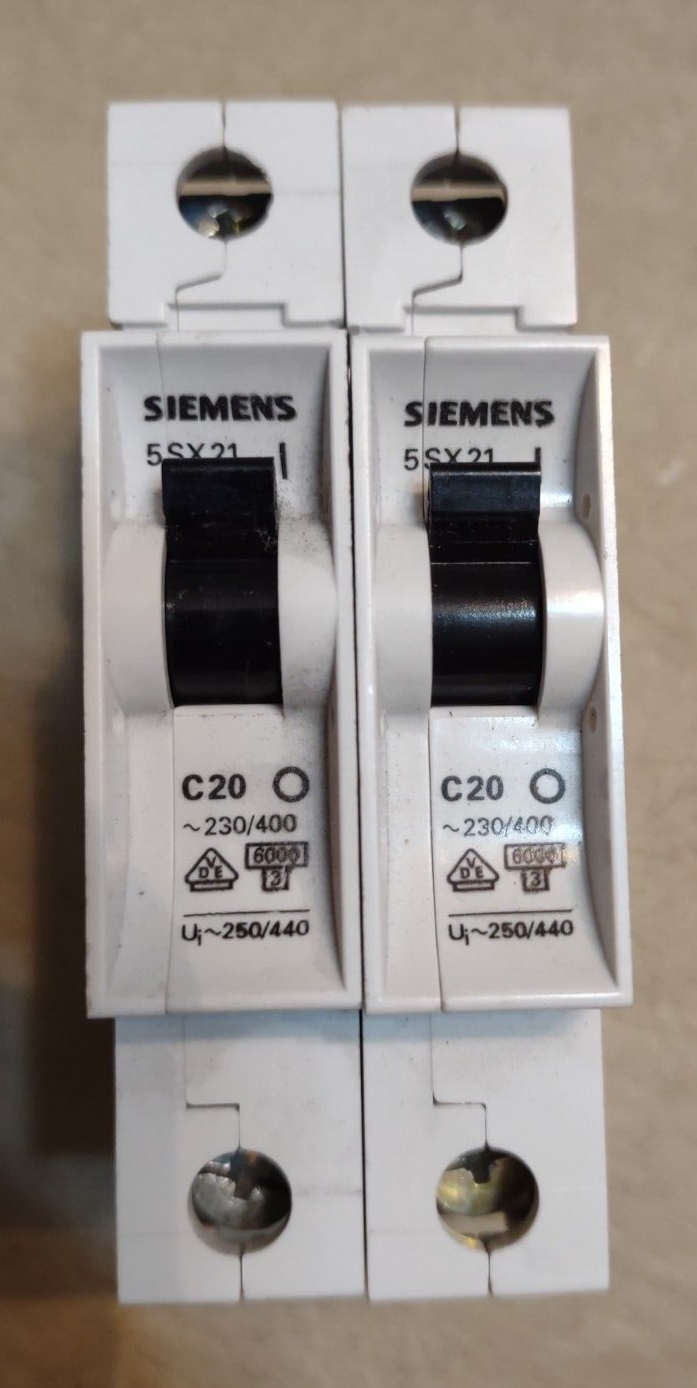 SIEMENS
5SX21 I
C20 O
~230/400
VDE 6000
3
Ui~250/440
SIEMENS
5SX21 I
C20 O
~230/400
VDE 6000
3
Ui~250/440